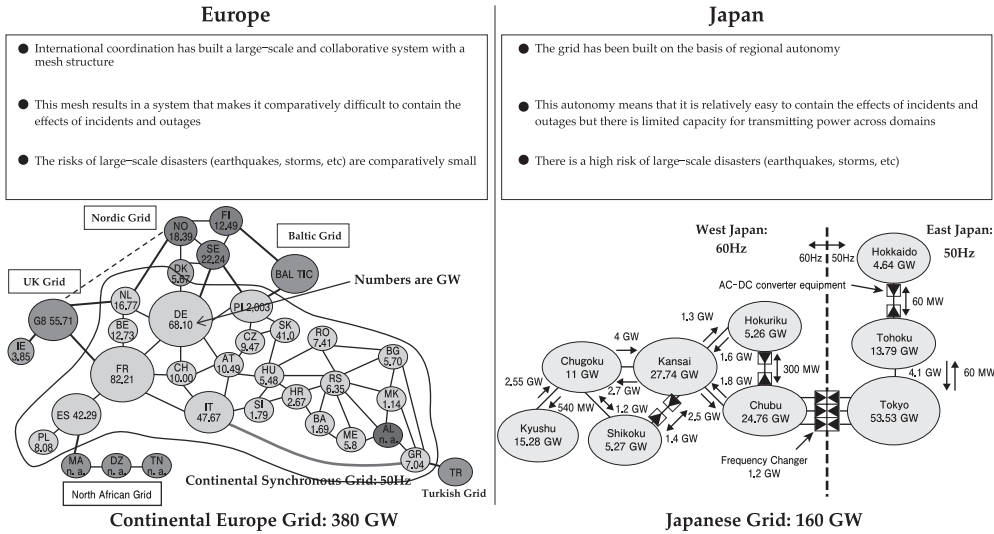 Europe
● International coordination has built a large-scale and collaborative system with a
mesh structure
● This mesh results in a system that makes it comparatively difficult to contain the
effects of incidents and outages
● The risks of large-scale disasters (earthquakes, storms, etc) are comparatively small
Nordic Grid
NO
18.39
FI
12.49
SE
22.24
Baltic Grid
BAL TIC
DK
5.67
UK Grid
Numbers are GW
NL
16.77
DE
68.10
PI 2,003
G8 55.71
BE
12.73
SK
41.0
CZ
9.47
RO
7.41
IE
3.85
FR
82.21
CH
10.00
AT
10.49
HU
5.48
BG
5.70
RS
6.35
HR
2.67
MK
1.14
ES 42.29
IT
47.67
SI
1.79
BA
1.69
AL
n. a.
ME
5.8
PL
8.08
GR
7.04
MA
n. a.
DZ
n. a.
TN
n. a.
TR
North African Grid
Continental Synchronous Grid: 50Hz
Turkish Grid
Continental Europe Grid: 380 GW
Japan
● The grid has been built on the basis of regional autonomy
● This autonomy means that it is relatively easy to contain the effects of incidents and
outages but there is limited capacity for transmitting power across domains
● There is a high risk of large-scale disasters (earthquakes, storms, etc)
West Japan:
60Hz
60Hz 50Hz
East Japan:
50Hz
Hokkaido
4.64 GW
AC-DC converter equipment
60 MW
1.3 GW
Hokuriku
5.26 GW
Tohoku
13.79 GW
4 GW
1.6 GW
Chugoku
11 GW
Kansai
27.74 GW
300 MW
4.1 GW
60 MW
2.55 GW
2.7 GW
1.8 GW
540 MW
1.2 GW
2.5 GW
Chubu
24.76 GW
Tokyo
53.53 GW
Kyushu
15.28 GW
Shikoku
5.27 GW
1.4 GW
Frequency Changer
1.2 GW
Japanese Grid: 160 GW